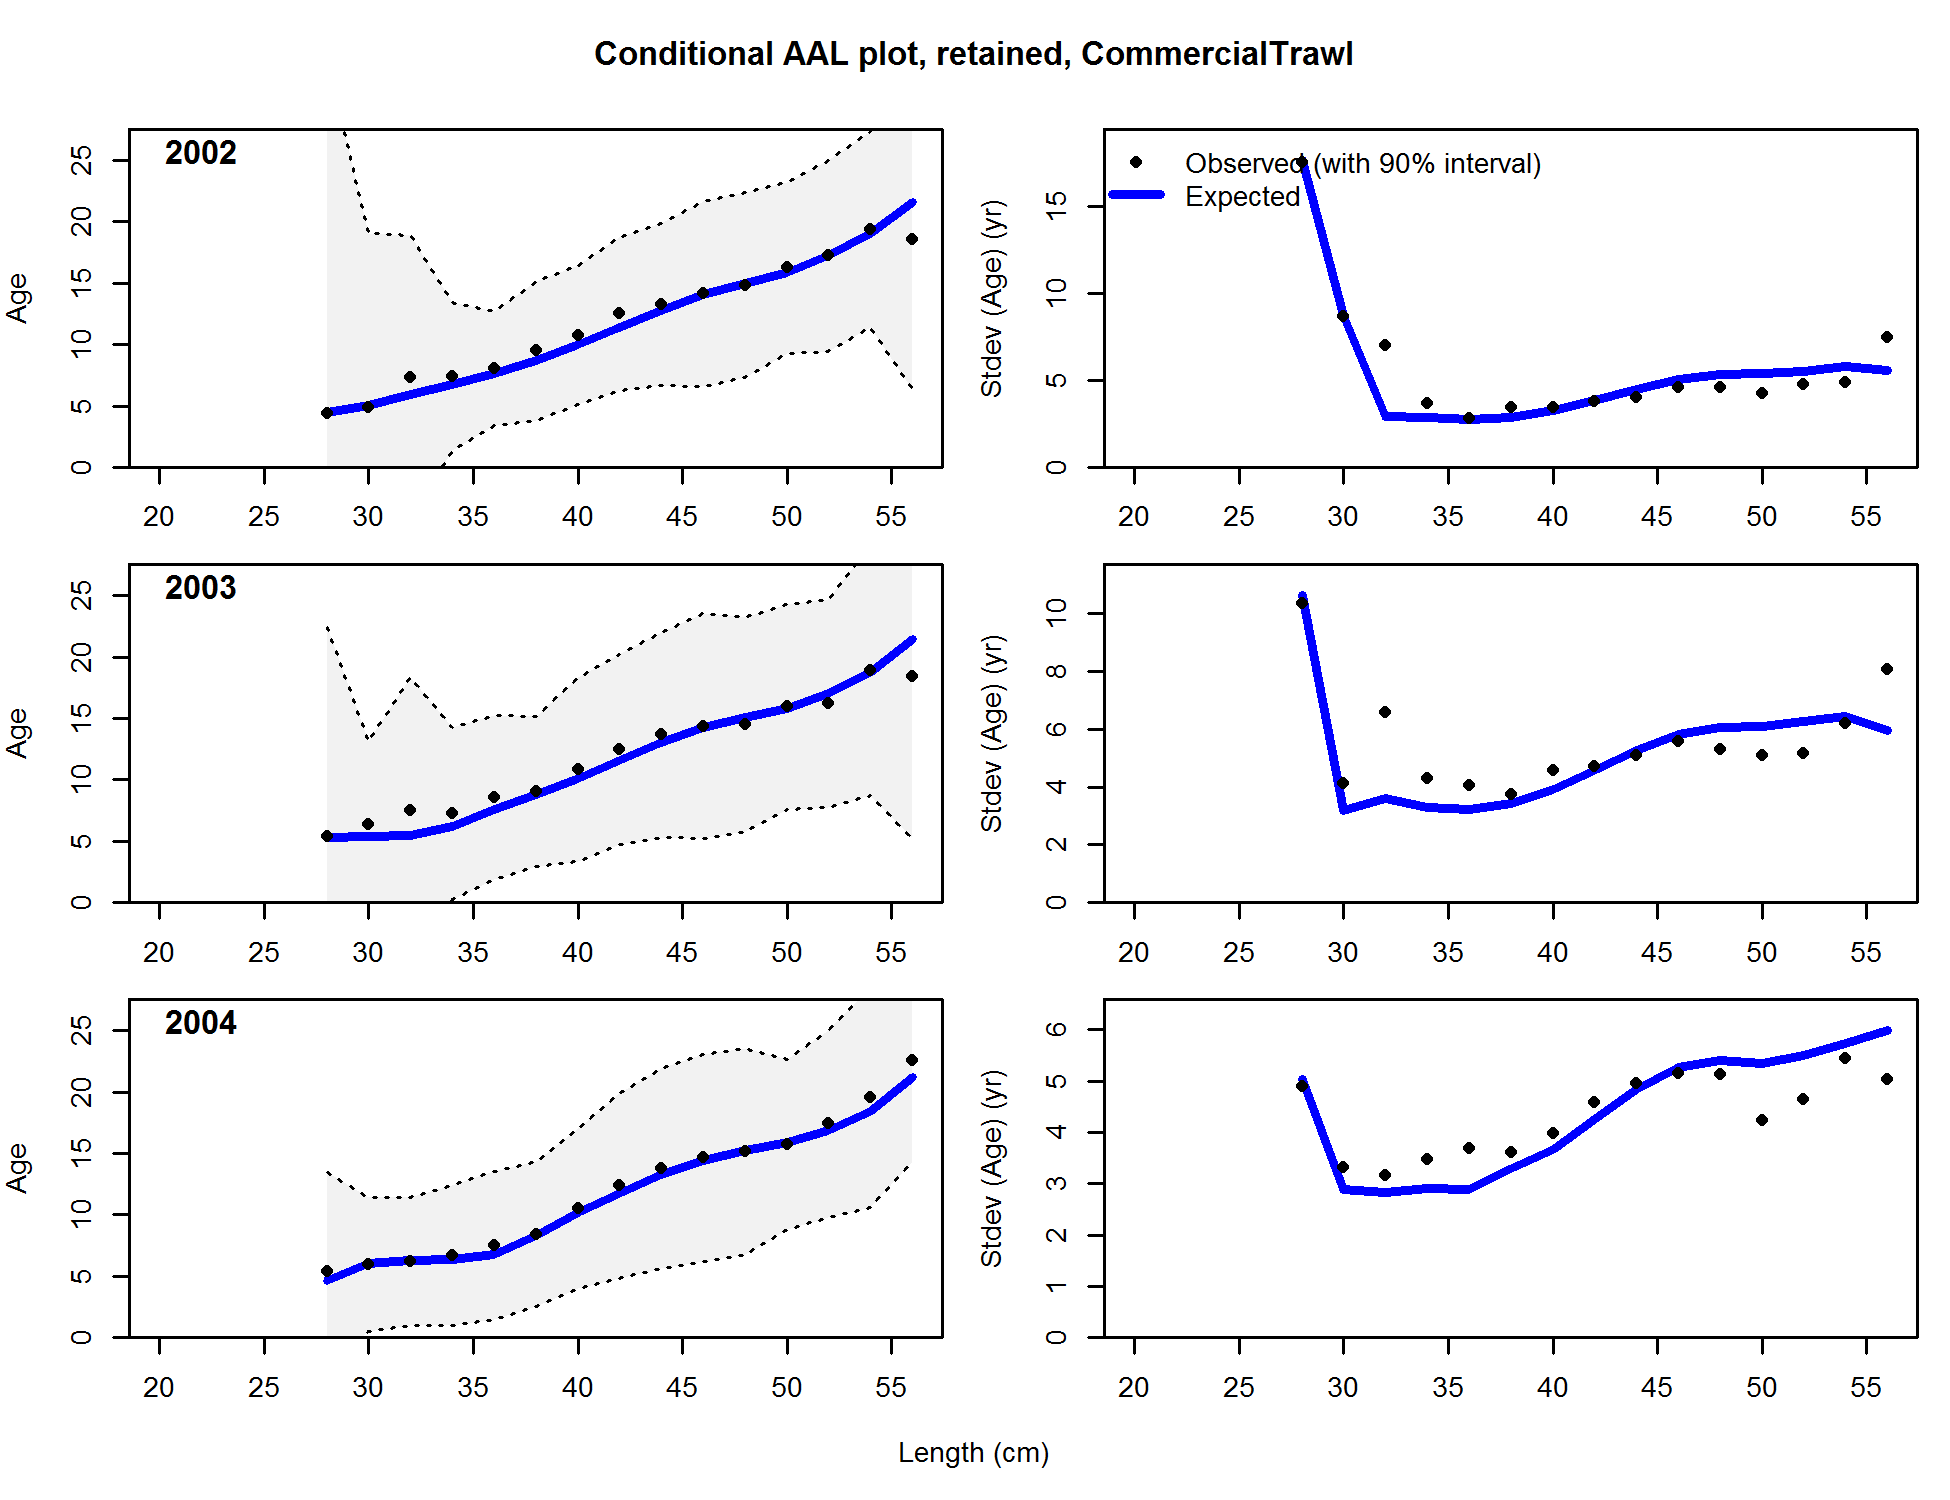 Conditional AAL plot, retained, CommercialTrawl
2002
Age
0 5 10 15 20 25
20 25 30 35 40 45 50 55
Observed (with 90% interval)
Expected
Stdev (Age) (yr)
0 5 10 15
20 25 30 35 40 45 50 55
2003
Age
0 5 10 15 20 25
20 25 30 35 40 45 50 55
Stdev (Age) (yr)
0 2 4 6 8 10
20 25 30 35 40 45 50 55
2004
Age
0 5 10 15 20 25
20 25 30 35 40 45 50 55
Stdev (Age) (yr)
0 1 2 3 4 5 6
20 25 30 35 40 45 50 55
Length (cm)